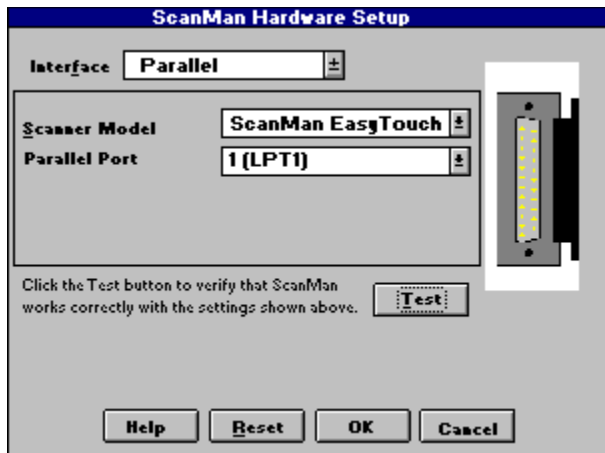 ScanMan Hardware Setup
Interface Parallel
Scanner Model ScanMan EasyTouch
Parallel Port 1 (LPT1)
Click the Test button to verify that ScanMan
works correctly with the settings shown above.
Test
Help Reset OK Cancel